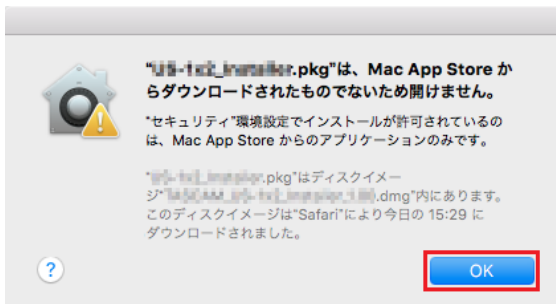 .pkg"は、Mac App Store か
らダウンロードされたものでないため開けません。
"セキュリティ"環境設定でインストールが許可されているの
は、Mac App Store からのアプリケーションのみです。
.pkg"はディスクイメー
ジ" .dmg"内にあります。
このディスクイメージは"Safari"により今日の 15:29 に
ダウンロードされました。
?
OK